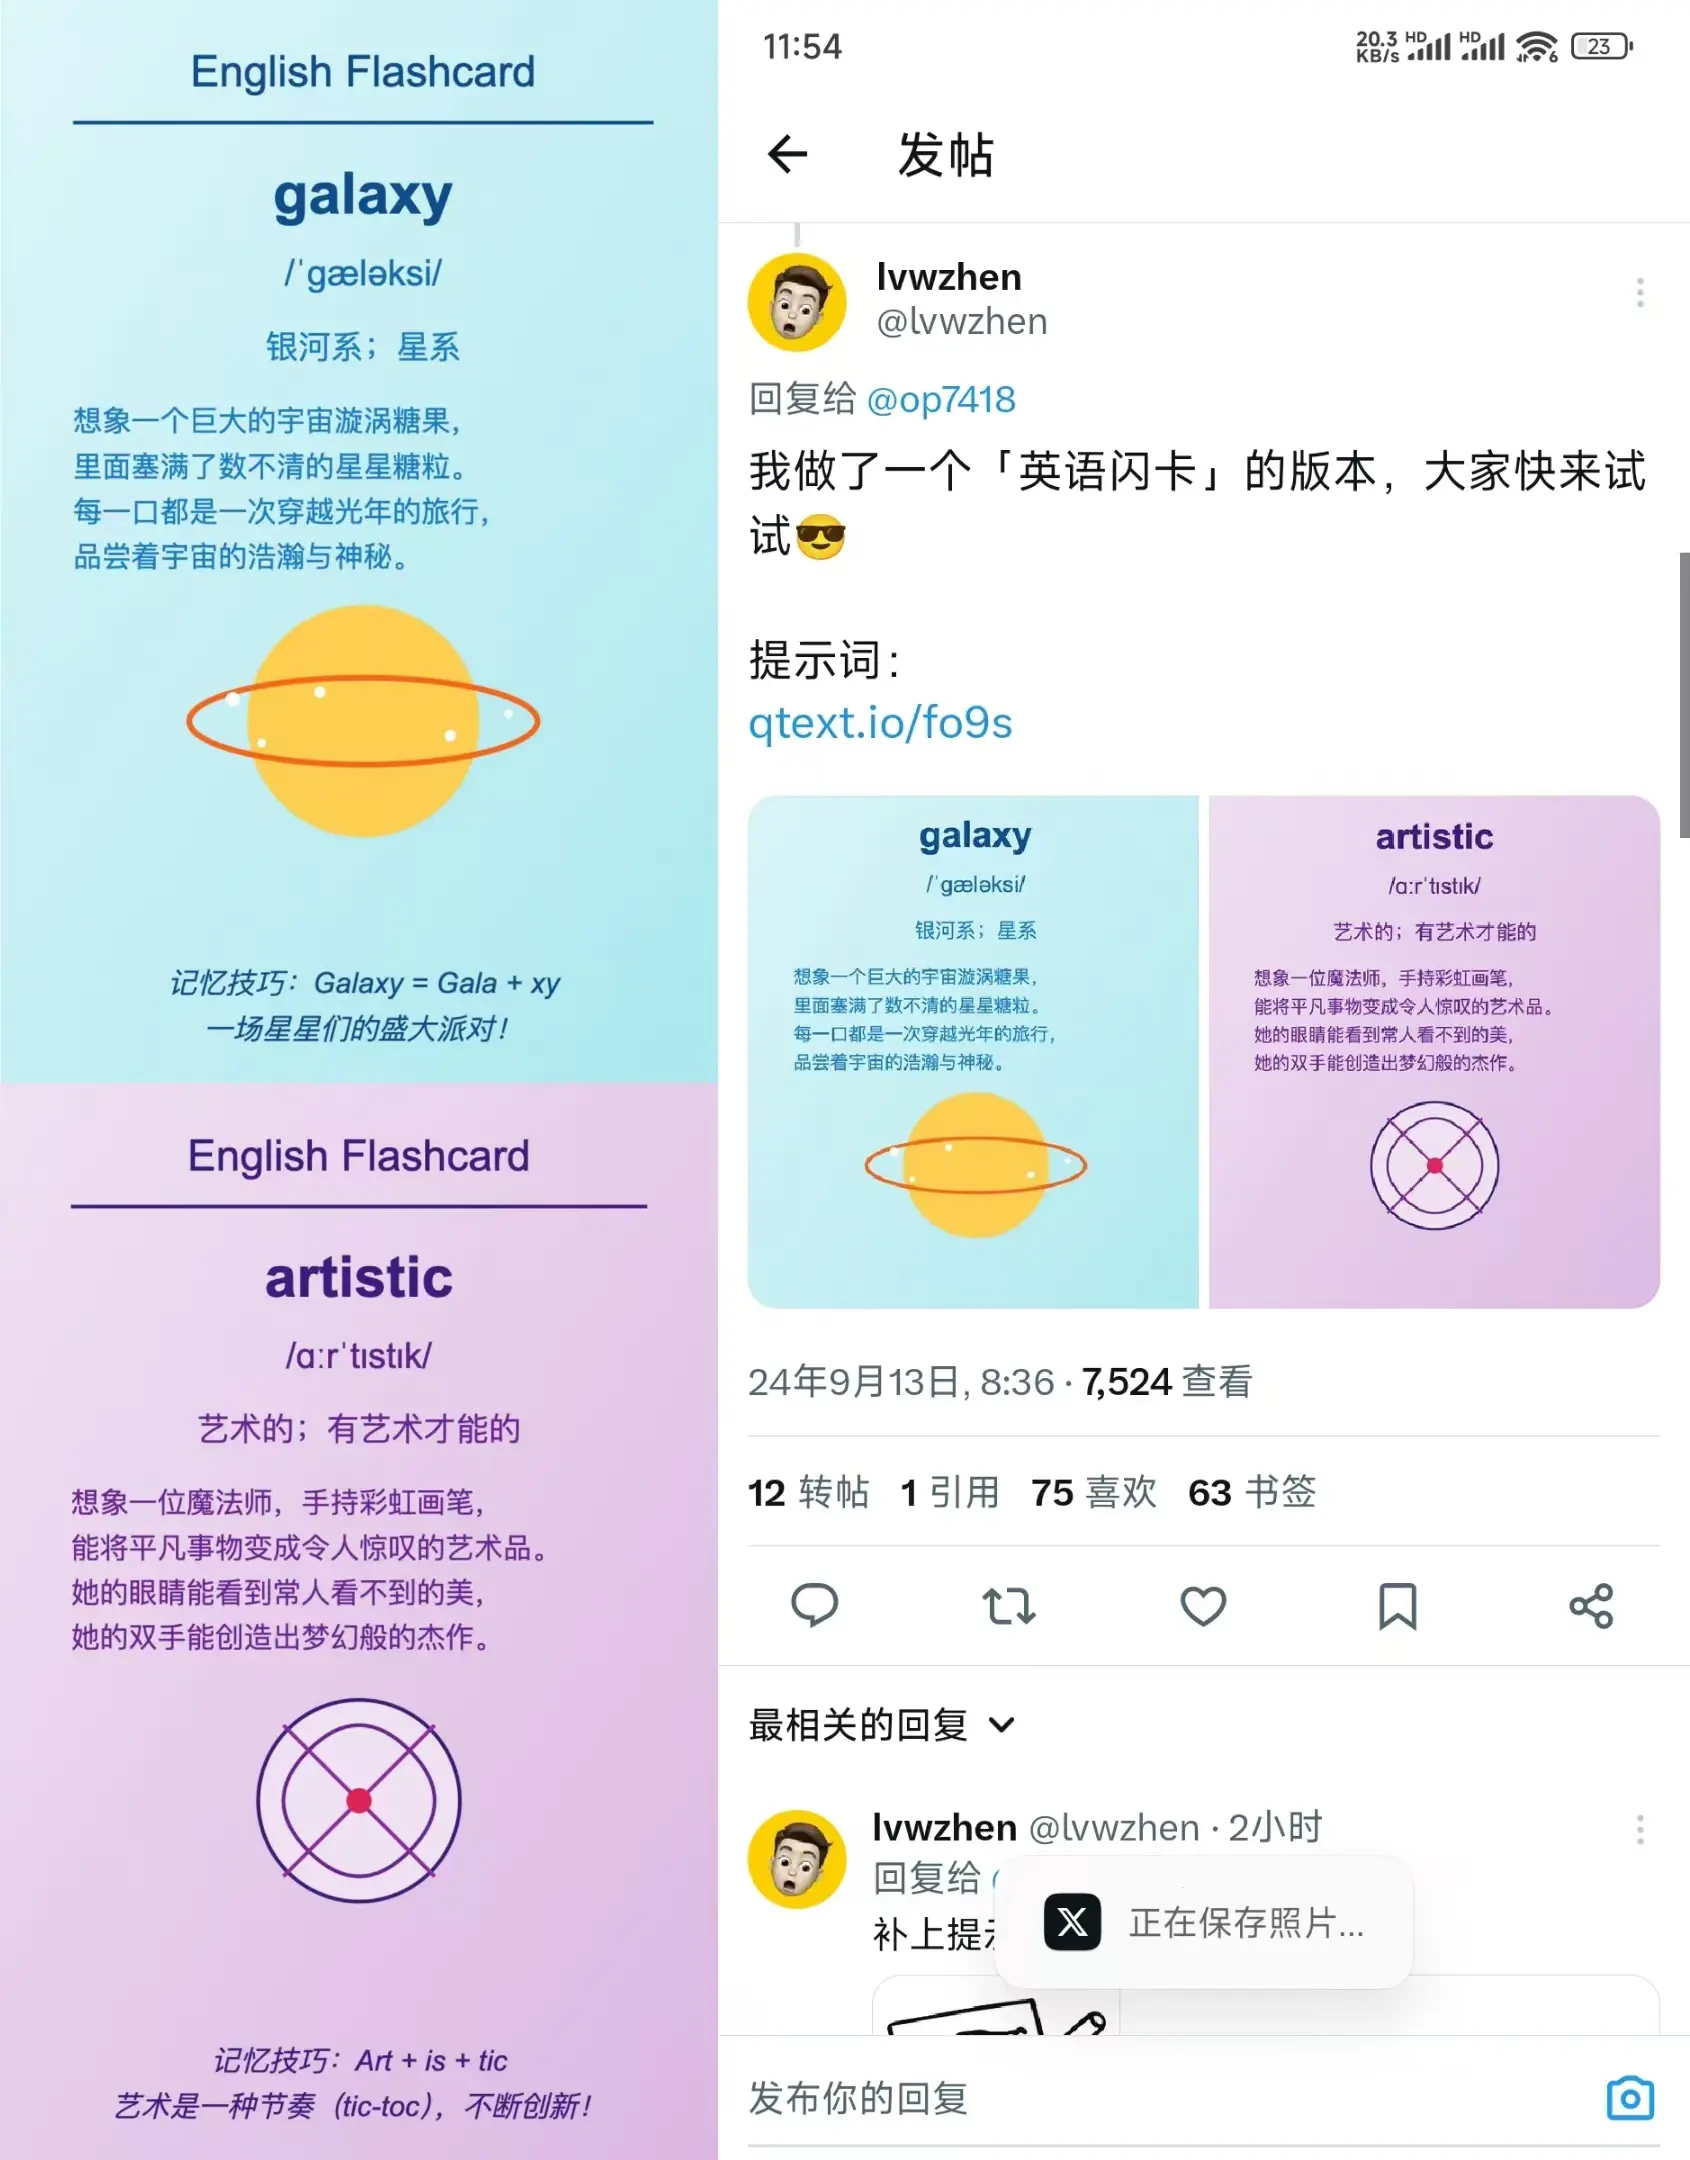 English Flashcard
galaxy
/ˈgæləksi/
银河系；星系
想象一个巨大的宇宙漩涡糖果，
里面塞满了数不清的星星糖粒。
每一口都是一次穿越光年的旅行，
品尝着宇宙的浩瀚与神秘。
记忆技巧：Galaxy = Gala + xy
一场星星们的盛大派对！
English Flashcard
artistic
/ɑːrˈtɪstɪk/
艺术的；有艺术才能的
想象一位魔法师，手持彩虹画笔，
能将平凡事物变成令人惊叹的艺术品。
她的眼睛能看到常人看不到的美，
她的双手能创造出梦幻般的杰作。
记忆技巧：Art + is + tic
艺术是一种节奏（tic-toc），不断创新！
11:54
20.3 KB/s HD HD 6 23
发帖
lvwzhen
@lvwzhen
回复给 @op7418
我做了一个「英语闪卡」的版本，大家快来试
试😎
提示词：
qtext.io/fo9s
galaxy
/ˈgæləksi/
银河系；星系
想象一个巨大的宇宙漩涡糖果，
里面塞满了数不清的星星糖粒。
每一口都是一次穿越光年的旅行，
品尝着宇宙的浩瀚与神秘。
artistic
/ɑːrˈtɪstɪk/
艺术的；有艺术才能的
想象一位魔法师，手持彩虹画笔，
能将平凡事物变成令人惊叹的艺术品。
她的眼睛能看到常人看不到的美，
她的双手能创造出梦幻般的杰作。
24年9月13日, 8:36 · 7,524 查看
12 转帖 1 引用 75 喜欢 63 书签
最相关的回复
lvwzhen @lvwzhen · 2小时
回复给
补上提
正在保存照片...
发布你的回复